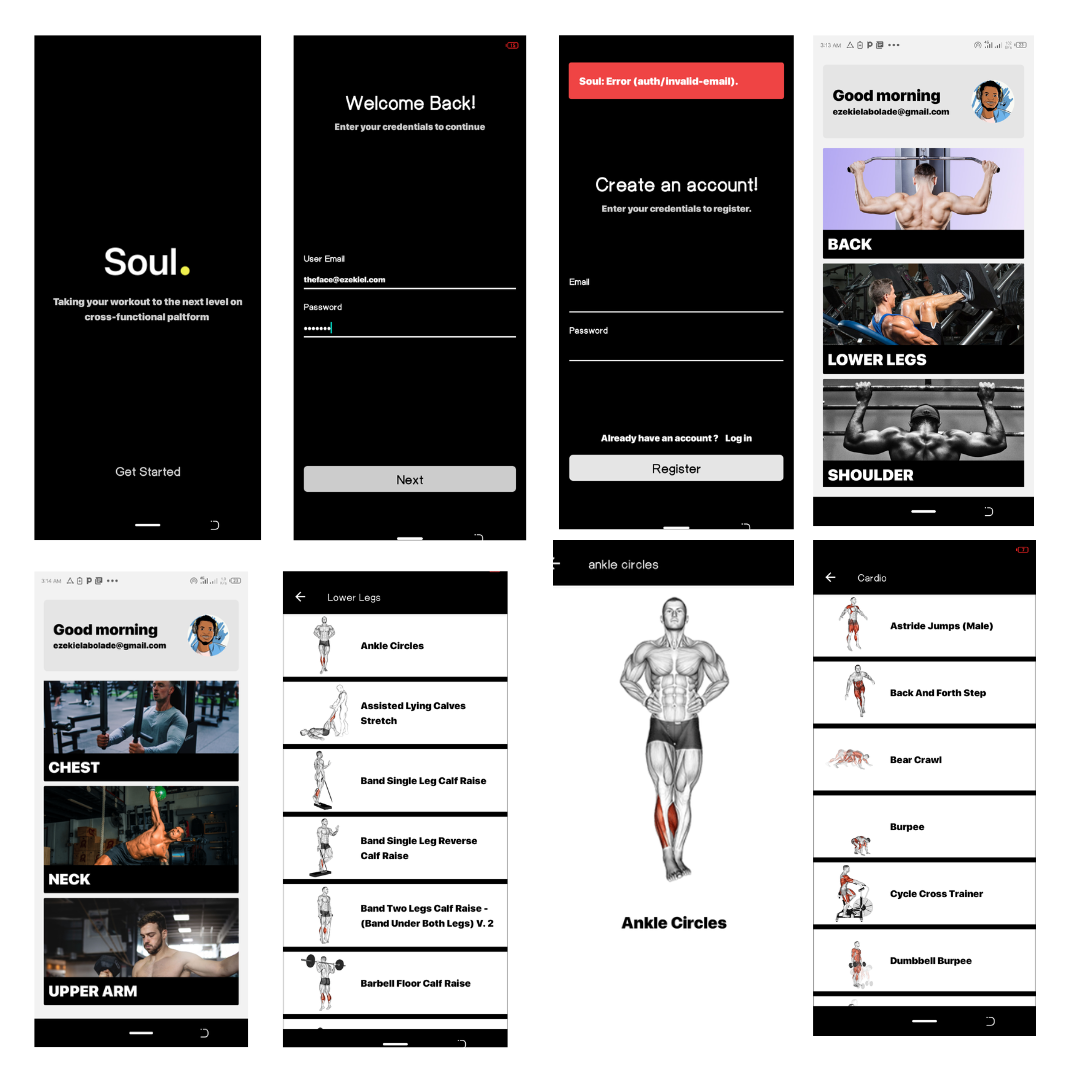 Soul.
Taking your workout to the next level on
cross-functional paltform
Get Started
Welcome Back!
Enter your credentials to continue
User Email
theface@ezekiel.com
Password
•••••••
Next
Soul: Error (auth/invalid-email).
Create an account!
Enter your credentials to register.
Email
Password
Already have an account ? Log in
Register
3:13 AM
Good morning
ezekielabolade@gmail.com
BACK
LOWER LEGS
SHOULDER
3:14 AM
Good morning
ezekielabolade@gmail.com
CHEST
NECK
UPPER ARM
Lower Legs
Ankle Circles
Assisted Lying Calves
Stretch
Band Single Leg Calf Raise
Band Single Leg Reverse
Calf Raise
Band Two Legs Calf Raise -
(Band Under Both Legs) V. 2
Barbell Floor Calf Raise
ankle circles
Ankle Circles
Cardio
Astride Jumps (Male)
Back And Forth Step
Bear Crawl
Burpee
Cycle Cross Trainer
Dumbbell Burpee